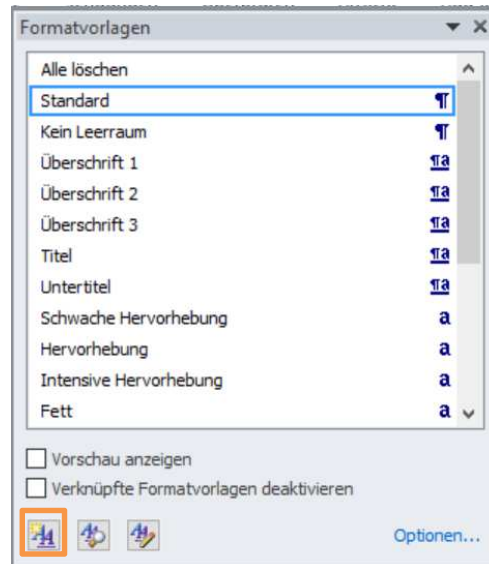 Formatvorlagen
Alle löschen
Standard ¶
Kein Leerraum ¶
Überschrift 1 ¶a
Überschrift 2 ¶a
Überschrift 3 ¶a
Titel ¶a
Untertitel ¶a
Schwache Hervorhebung a
Hervorhebung a
Intensive Hervorhebung a
Fett a
Vorschau anzeigen
Verknüpfte Formatvorlagen deaktivieren
Optionen...